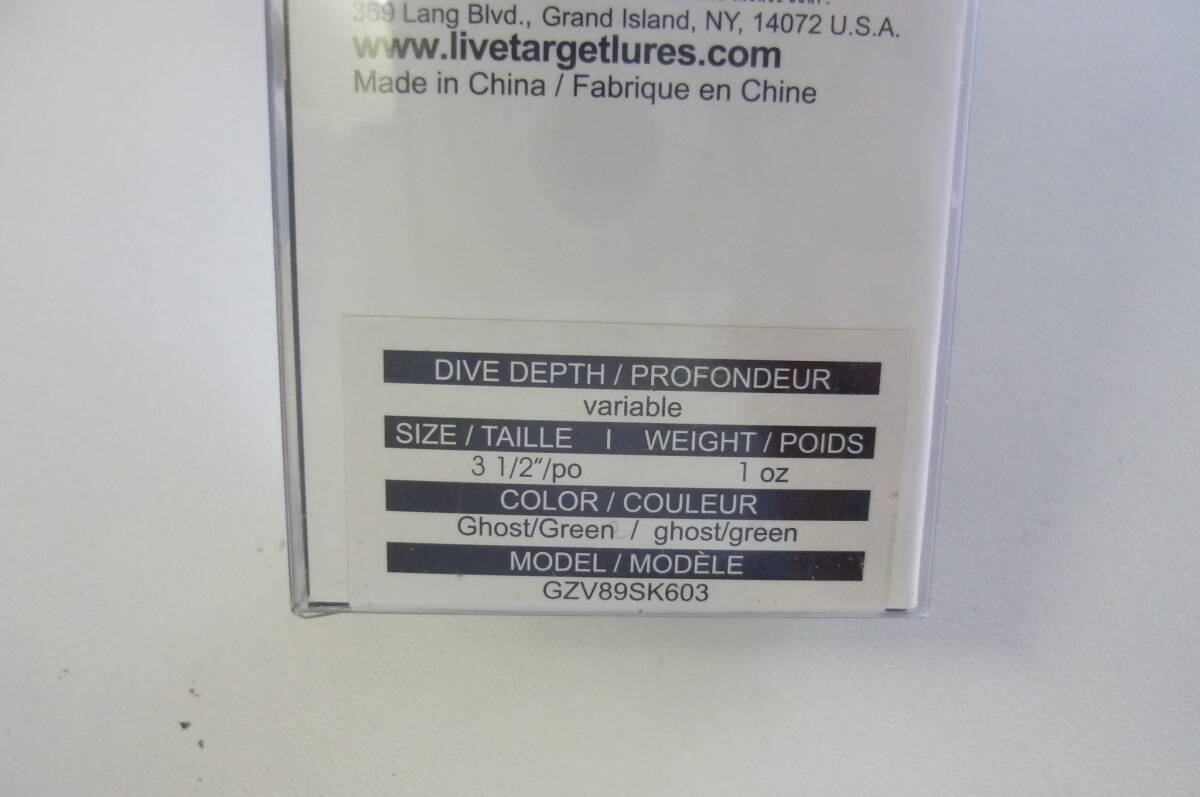 369 Lang Blvd., Grand Island, NY, 14072 U.S.A.
www.livetargetlures.com
Made in China / Fabrique en Chine
DIVE DEPTH / PROFONDEUR
variable
SIZE / TAILLE | WEIGHT / POIDS
3 1/2"/po 1 oz
COLOR / COULEUR
Ghost/Green / ghost/green
MODEL / MODÈLE
GZV89SK603